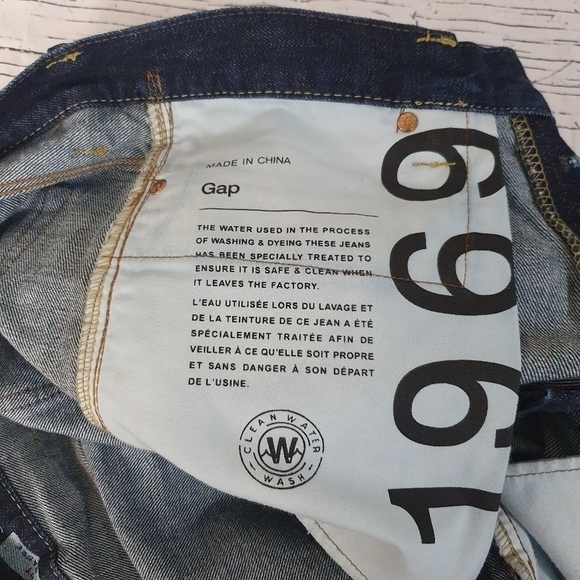 MADE IN CHINA
Gap
THE WATER USED IN THE PROCESS
OF WASHING & DYEING THESE JEANS
HAS BEEN SPECIALLY TREATED TO
ENSURE IT IS SAFE & CLEAN WHEN
IT LEAVES THE FACTORY.
L'EAU UTILISÉE LORS DU LAVAGE ET
DE LA TEINTURE DE CE JEAN A ÉTÉ
SPÉCIALEMENT TRAITÉE AFIN DE
VEILLER À CE QU'ELLE SOIT PROPRE
ET SANS DANGER À SON DÉPART
DE L'USINE.
CLEAN WATER
W
WASH
1969